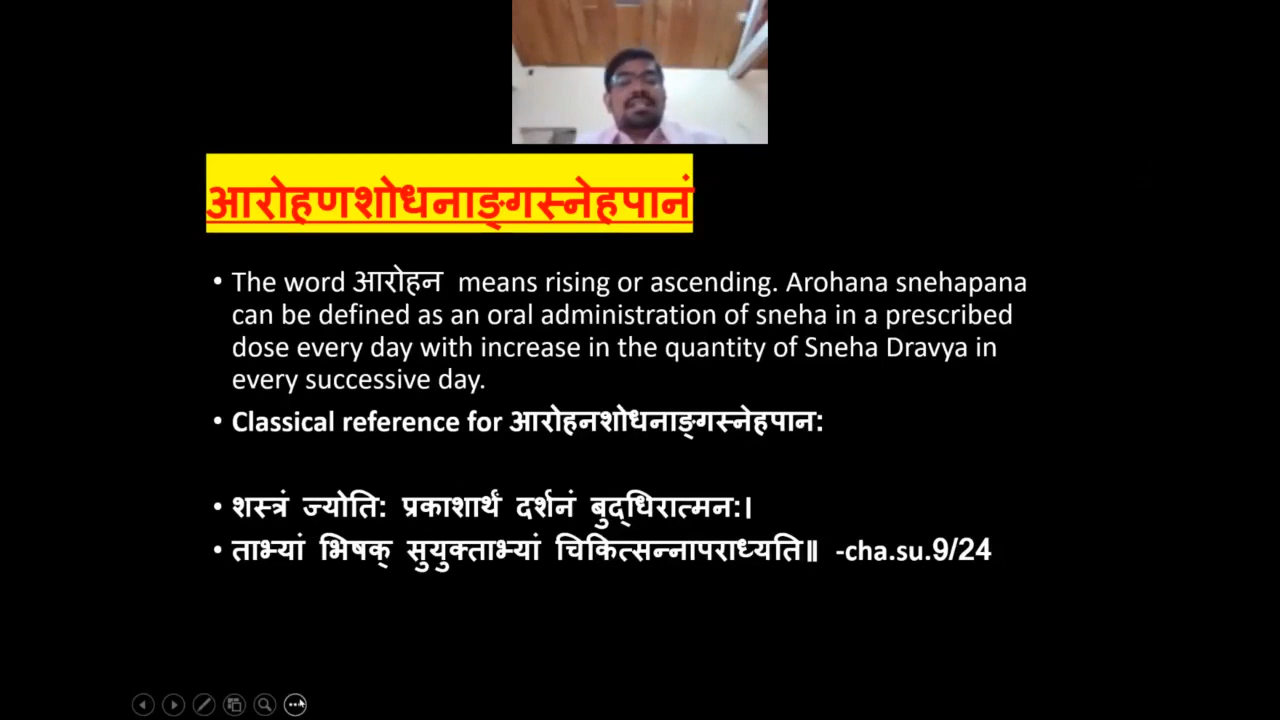 आरोहणशोधनाङ्गस्नेहपानं
• The word आरोहन means rising or ascending. Arohana snehapana
can be defined as an oral administration of sneha in a prescribed
dose every day with increase in the quantity of Sneha Dravya in
every successive day.
• Classical reference for आरोहनशोधनाङ्गस्नेहपान:
• शस्त्रं ज्योति: प्रकाशार्थं दर्शनं बुद्धिरात्मन:।
• ताभ्यां भिषक् सुयुक्ताभ्यां चिकित्सन्नापराध्यति॥ -cha.su.9/24